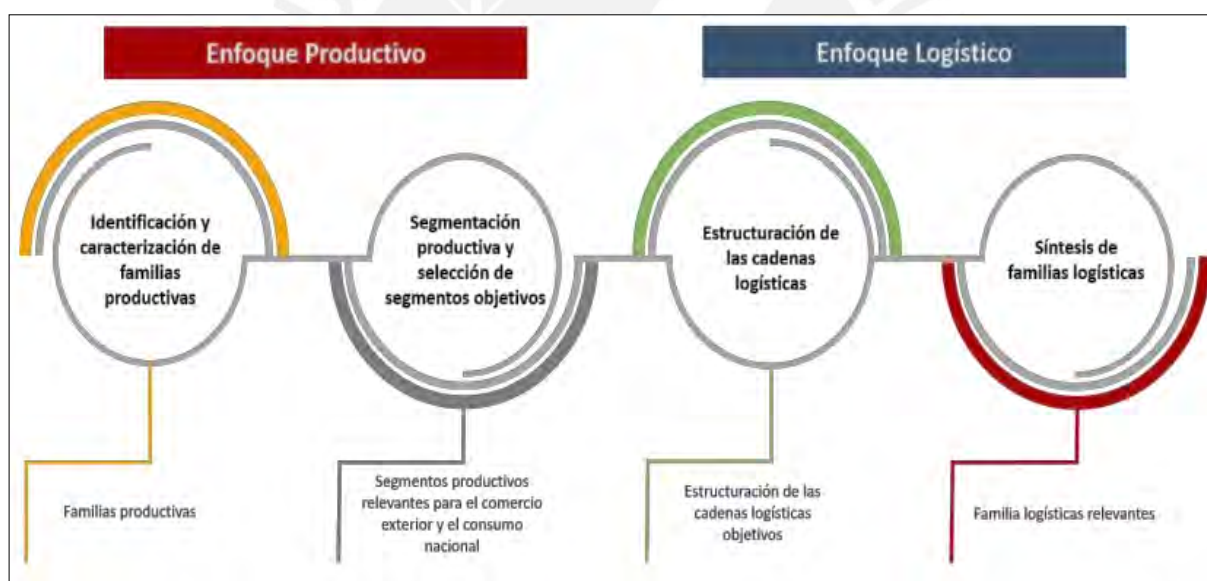 Enfoque Productivo
Enfoque Logístico
Identificación y
caracterización de
familias
productivas
Segmentación
productiva y
selección de
segmentos objetivos
Estructuración de
las cadenas
logísticas
Síntesis de
familias logísticas
Familias productivas
Segmentos productivos
relevantes para el comercio
exterior y el consumo
nacional
Estructuración de las
cadenas logísticas
objetivos
Familia logísticas relevantes